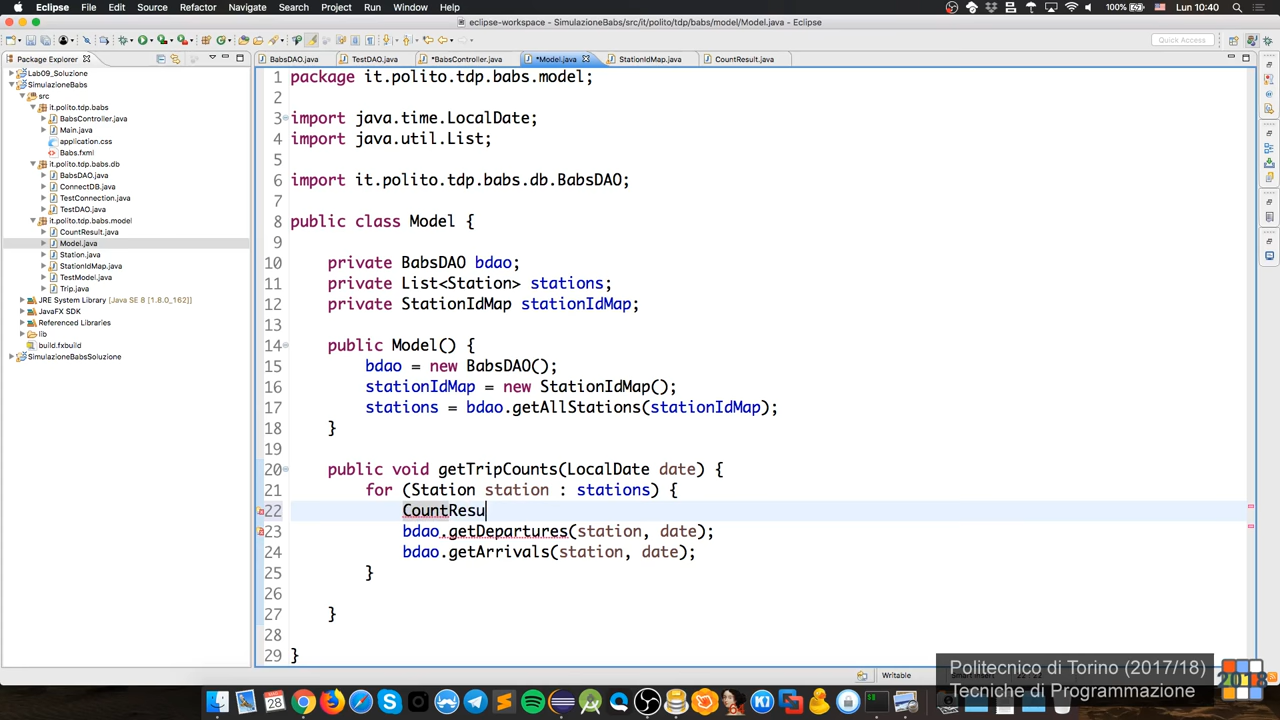 Eclipse File Edit Source Refactor Navigate Search Project Run Window Help
100% Lun 10:40
eclipse-workspace - SimulazioneBabs/src/it/polito/tdp/babs/model/Model.java - Eclipse
Quick Access
Package Explorer
BabsDAO.java TestDAO.java *BabsController.java *Model.java StationIdMap.java CountResult.java
Lab09_Soluzione
SimulazioneBabs
src
it.polito.tdp.babs
BabsController.java
Main.java
application.css
Babs.fxml
it.polito.tdp.babs.db
BabsDAO.java
ConnectDB.java
TestConnection.java
TestDAO.java
it.polito.tdp.babs.model
CountResult.java
Model.java
Station.java
StationIdMap.java
TestModel.java
Trip.java
JRE System Library [Java SE 8 [1.8.0_162]]
JavaFX SDK
Referenced Libraries
lib
build.fxbuild
SimulazioneBabsSoluzione
1 package it.polito.tdp.babs.model;
2
3 import java.time.LocalDate;
4 import java.util.List;
5
6 import it.polito.tdp.babs.db.BabsDAO;
7
8 public class Model {
9
10 private BabsDAO bdao;
11 private List<Station> stations;
12 private StationIdMap stationIdMap;
13
14 public Model() {
15 bdao = new BabsDAO();
16 stationIdMap = new StationIdMap();
17 stations = bdao.getAllStations(stationIdMap);
18 }
19
20 public void getTripCounts(LocalDate date) {
21 for (Station station : stations) {
22 CountResu
23 bdao.getDepartures(station, date);
24 bdao.getArrivals(station, date);
25 }
26
27 }
28
29 }
Writable
Politecnico di Torino (2017/18)
Tecniche di Programmazione
2018